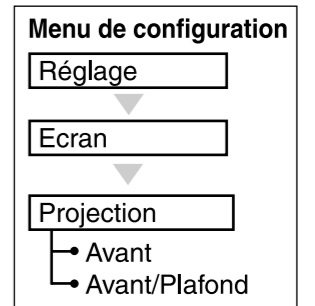 Menu de configuration
Réglage
Ecran
Projection
Avant
Avant/Plafond